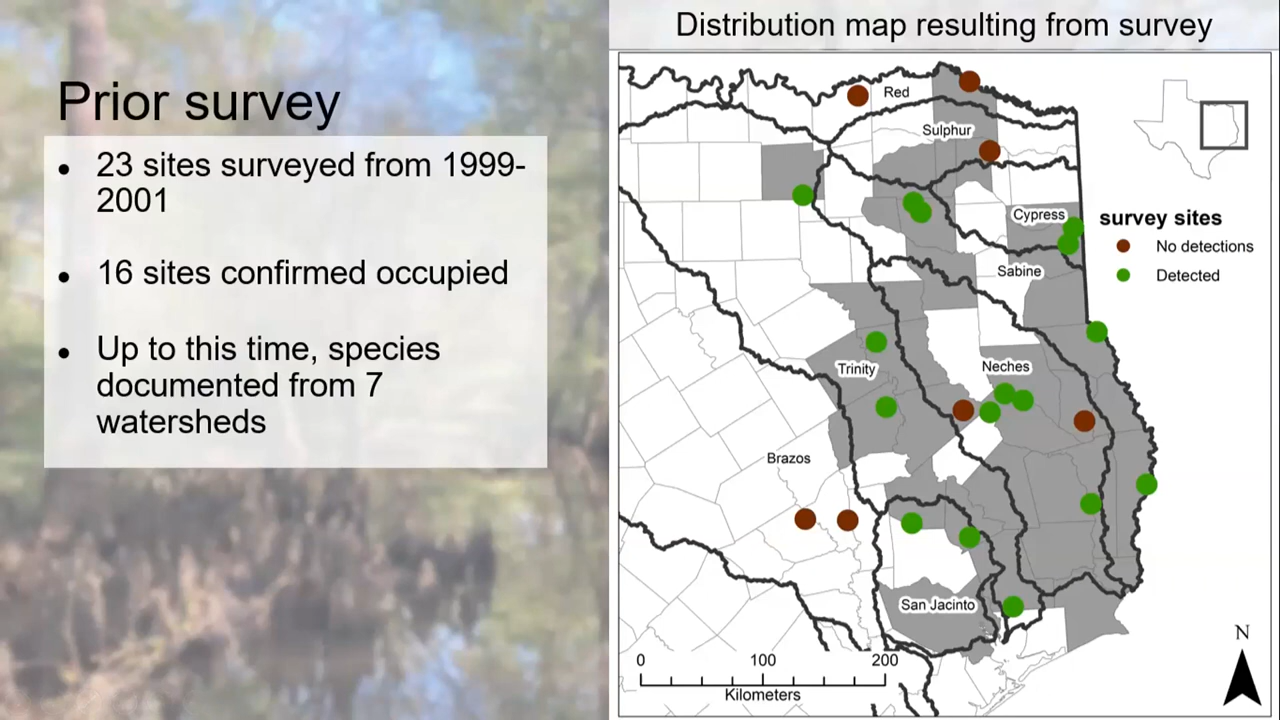 Prior survey
• 23 sites surveyed from 1999-
2001
• 16 sites confirmed occupied
• Up to this time, species
documented from 7
watersheds
Distribution map resulting from survey
Red
Sulphur
Cypress
Sabine
Trinity
Neches
Brazos
San Jacinto
survey sites
No detections
Detected
0 100 200
Kilometers
N